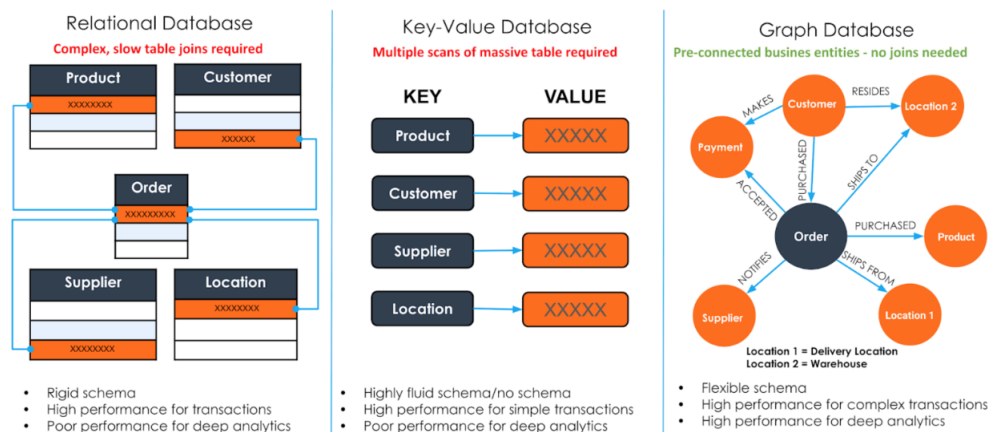 Relational Database
Complex, slow table joins required
Product
XXXXXXXX
Customer
XXXXXX
Order
XXXXXXXXX
Supplier
XXXXXXXX
Location
XXXXXXXX
• Rigid schema
• High performance for transactions
• Poor performance for deep analytics
Key-Value Database
Multiple scans of massive table required
KEY VALUE
Product XXXXX
Customer XXXXX
Supplier XXXXX
Location XXXXX
• Highly fluid schema/no schema
• High performance for simple transactions
• Poor performance for deep analytics
Graph Database
Pre-connected busines entities - no joins needed
Customer
RESIDES
Location 2
MAKES
Payment
PURCHASED
SHIPS TO
ACCEPTED
Order
PURCHASED
Product
NOTIFIES
SHIPS FROM
Supplier
Location 1
Location 1 = Delivery Location
Location 2 = Warehouse
• Flexible schema
• High performance for complex transactions
• High performance for deep analytics